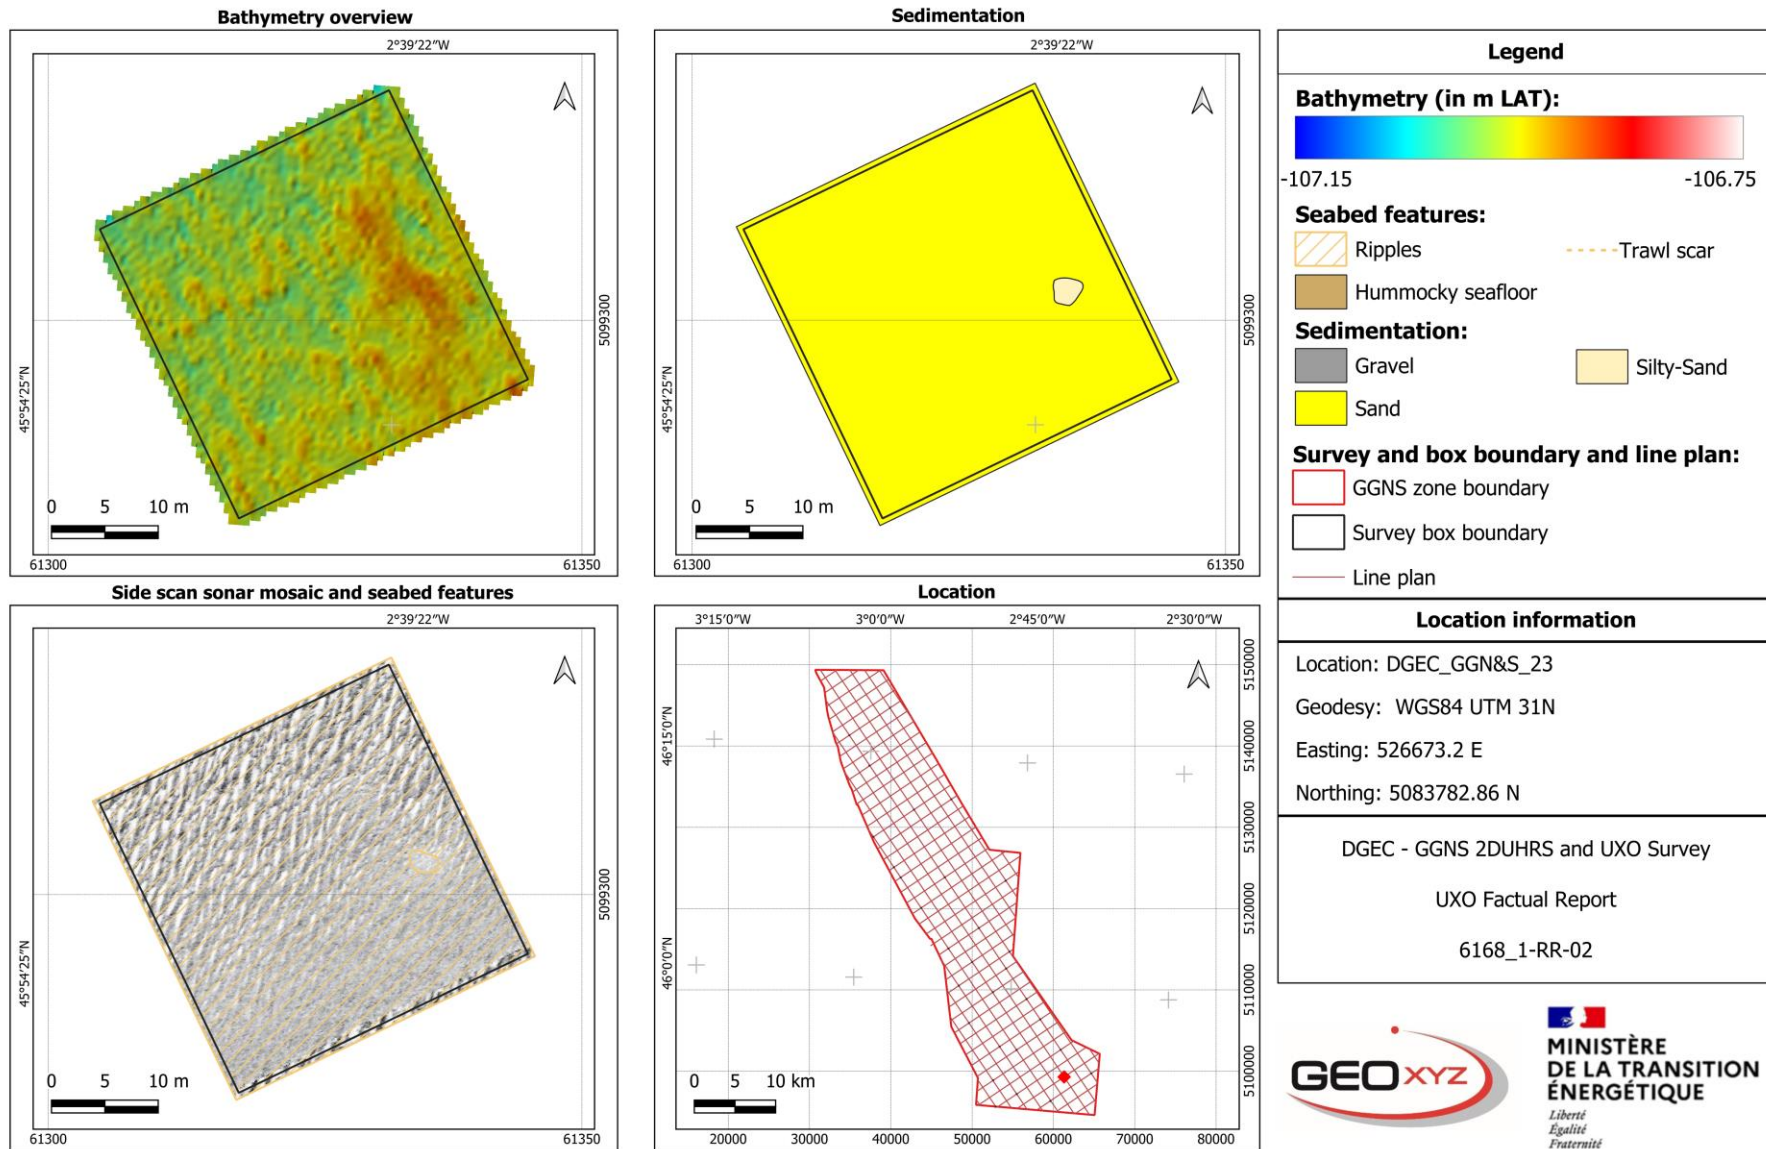 Bathymetry overview
2°39'22"W
5099300
45°54'25"N
0 5 10 m
61300 61350
Sedimentation
2°39'22"W
5099300
45°54'25"N
0 5 10 m
61300 61350
Side scan sonar mosaic and seabed features
2°39'22"W
5099300
45°54'25"N
0 5 10 m
61300 61350
Location
3°15'0"W 3°0'0"W 2°45'0"W 2°30'0"W
46°15'0"N
46°0'0"N
5150000
5140000
5130000
5120000
5110000
5100000
0 5 10 km
20000 30000 40000 50000 60000 70000 80000
Legend
Bathymetry (in m LAT):
-107.15 -106.75
Seabed features:
Ripples Trawl scar
Hummocky seafloor
Sedimentation:
Gravel Silty-Sand
Sand
Survey and box boundary and line plan:
GGNS zone boundary
Survey box boundary
Line plan
Location information
Location: DGEC_GGN&S_23
Geodesy: WGS84 UTM 31N
Easting: 526673.2 E
Northing: 5083782.86 N
DGEC - GGNS 2DUHRS and UXO Survey
UXO Factual Report
6168_1-RR-02
GEO XYZ
MINISTÈRE
DE LA TRANSITION
ÉNERGÉTIQUE
Liberté
Égalité
Fraternité